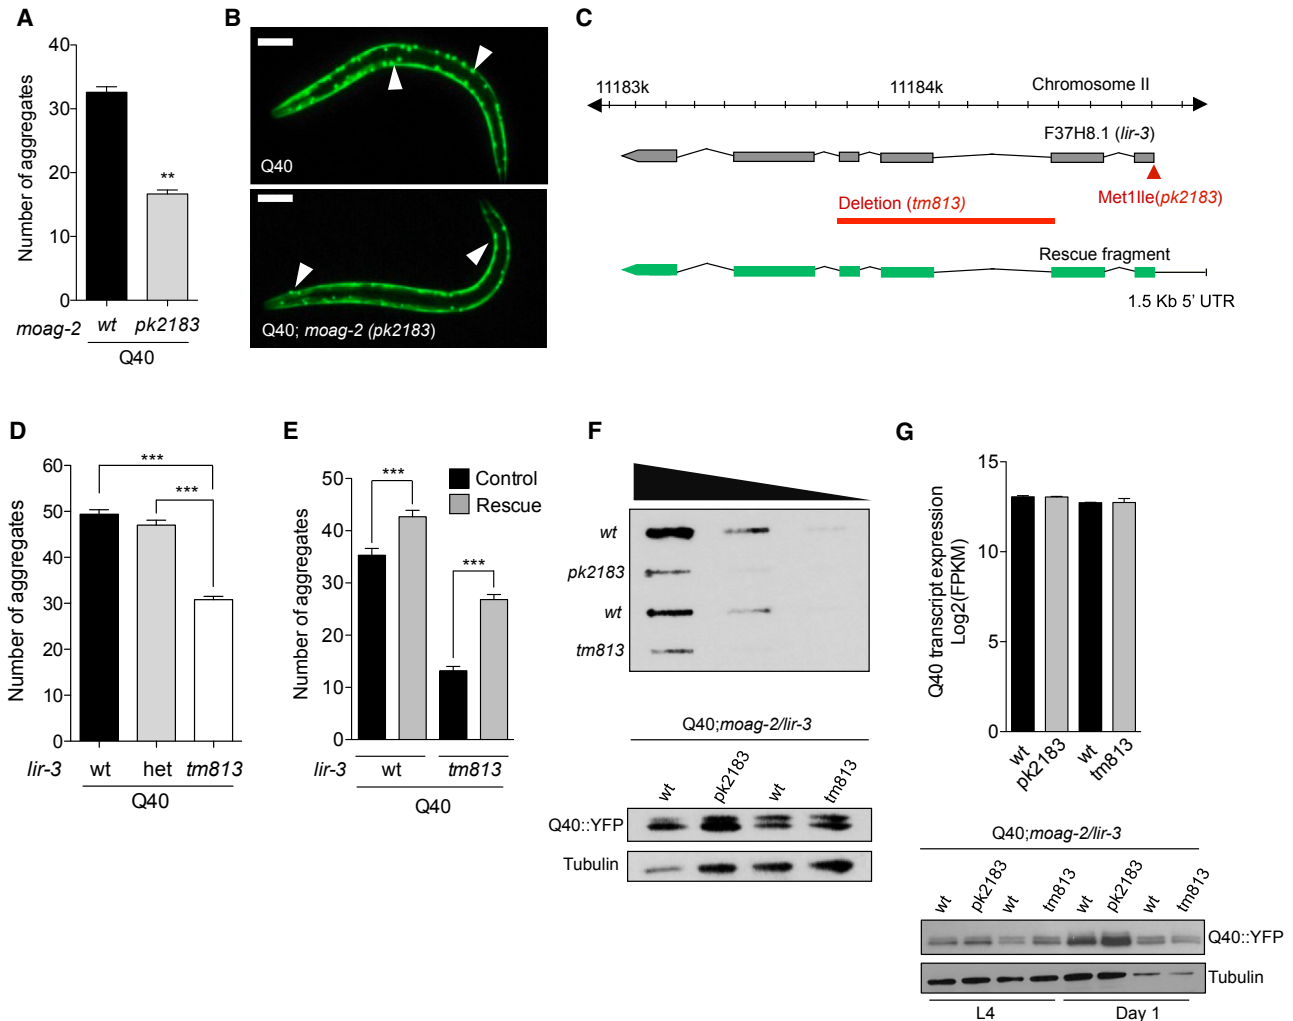 A
Number of aggregates
40
30
20
10
0
**
moag-2 wt pk2183
Q40
B
Q40
Q40; moag-2 (pk2183)
C
11183k 11184k Chromosome II
F37H8.1 (lir-3)
Met1Ile(pk2183)
Deletion (tm813)
Rescue fragment
1.5 Kb 5' UTR
D
Number of aggregates
60
50
40
30
20
10
0
***
***
lir-3 wt het tm813
Q40
E
Number of aggregates
50
40
30
20
10
0
***
***
Control
Rescue
lir-3 wt tm813
Q40
F
wt
pk2183
wt
tm813
Q40;moag-2/lir-3
wt pk2183 wt tm813
Q40::YFP
Tubulin
G
Q40 transcript expression
Log2(FPKM)
15
10
5
0
wt pk2183 wt tm813
Q40;moag-2/lir-3
wt pk2183 wt tm813 wt pk2183 wt tm813
Q40::YFP
Tubulin
L4 Day 1